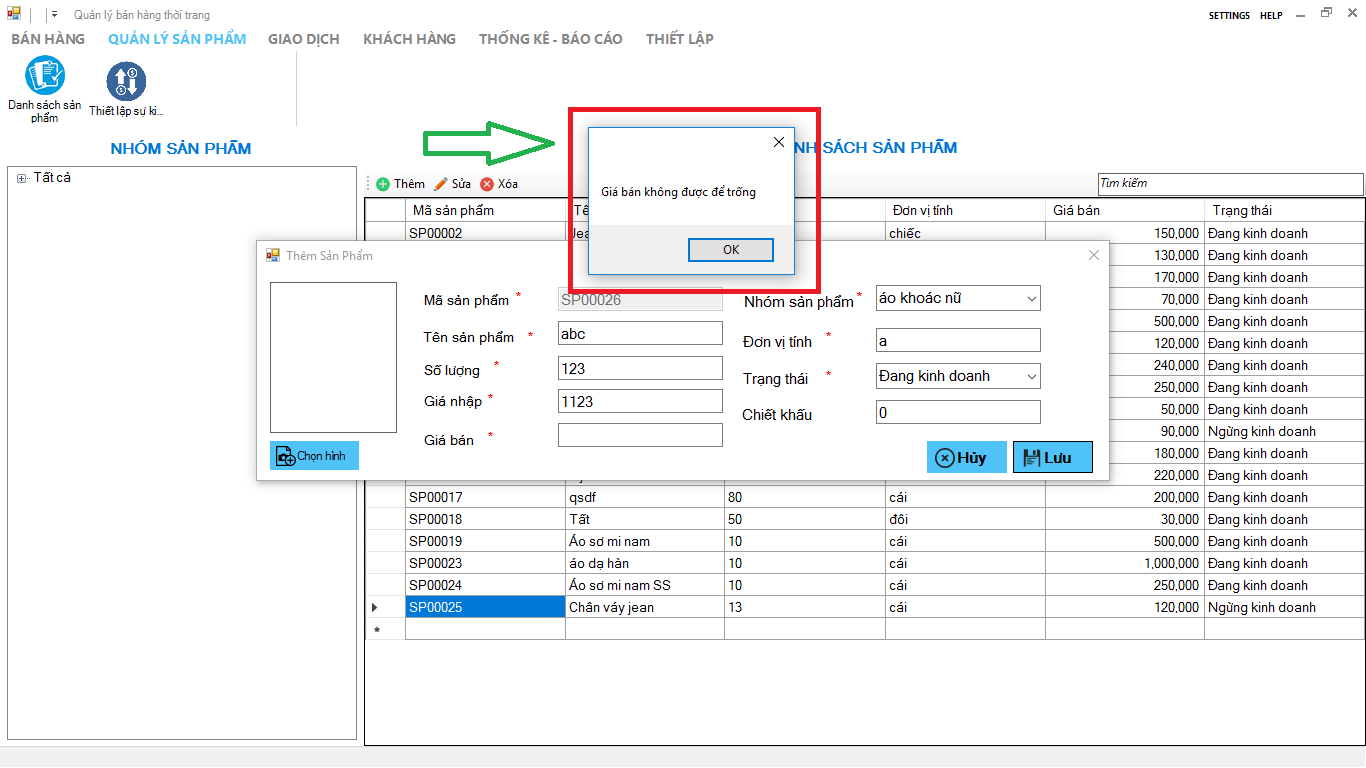 Quản lý bán hàng thời trang
SETTINGS HELP
BÁN HÀNG QUẢN LÝ SẢN PHẨM GIAO DỊCH KHÁCH HÀNG THỐNG KÊ - BÁO CÁO THIẾT LẬP
Danh sách sản phẩm
Thiết lập sự ki...
NHÓM SẢN PHẨM
NH SÁCH SẢN PHẨM
Tất cả
Thêm Sửa Xóa
Tìm kiếm
Giá bán không được để trống
OK
Mã sản phẩm Tê Đơn vị tính Giá bán Trạng thái
SP00002 Jea chiếc 150,000 Đang kinh doanh
130,000 Đang kinh doanh
170,000 Đang kinh doanh
70,000 Đang kinh doanh
500,000 Đang kinh doanh
120,000 Đang kinh doanh
240,000 Đang kinh doanh
250,000 Đang kinh doanh
50,000 Đang kinh doanh
90,000 Ngừng kinh doanh
180,000 Đang kinh doanh
220,000 Đang kinh doanh
Thêm Sản Phẩm
Mã sản phẩm * SP00026 Nhóm sản phẩm * áo khoác nữ
Tên sản phẩm * abc Đơn vị tính * a
Số lượng * 123 Trạng thái * Đang kinh doanh
Giá nhập * 1123 Chiết khấu 0
Giá bán *
Chọn hình
Hủy Lưu
SP00017 qsdf 80 cái 200,000 Đang kinh doanh
SP00018 Tất 50 đôi 30,000 Đang kinh doanh
SP00019 Áo sơ mi nam 10 cái 500,000 Đang kinh doanh
SP00023 áo dạ hàn 10 cái 1,000,000 Đang kinh doanh
SP00024 Áo sơ mi nam SS 10 cái 250,000 Đang kinh doanh
SP00025 Chân váy jean 13 cái 120,000 Ngừng kinh doanh